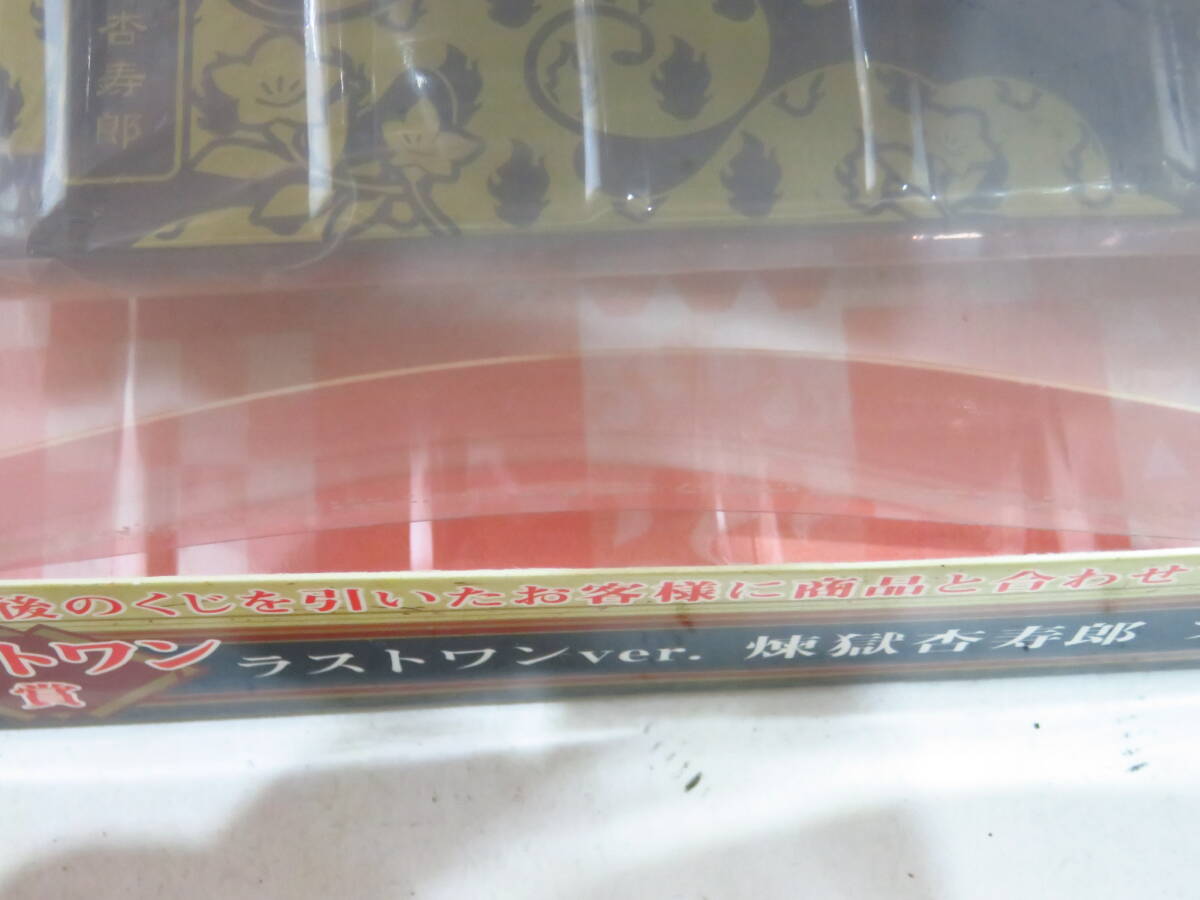 杏寿郎
後のくじを引いたお客様に商品と合わせ
トワン賞
ラストワンver. 煉獄杏寿郎